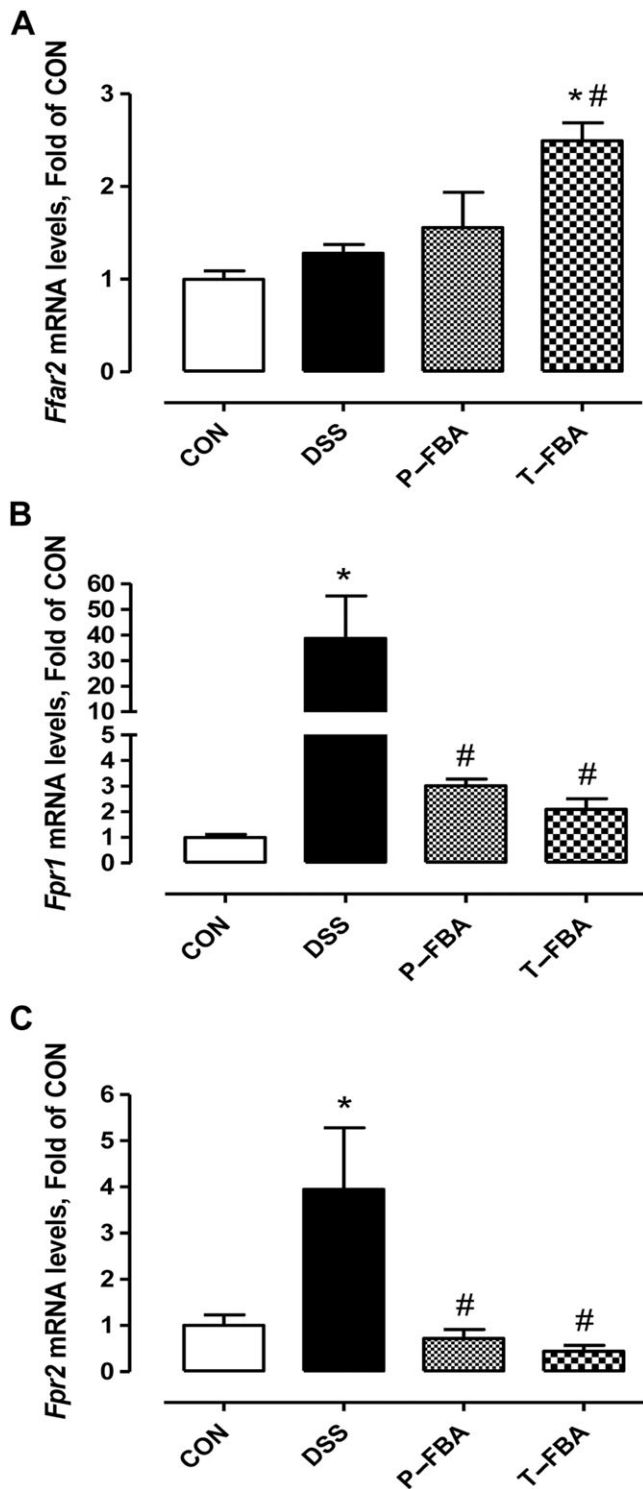 A
Ffar2 mRNA levels, Fold of CON
3
2
1
0
* #
CON
DSS
P–FBA
T–FBA
B
Fpr1 mRNA levels, Fold of CON
60
50
40
30
20
10
5
4
3
2
1
0
*
#
#
CON
DSS
P–FBA
T–FBA
C
Fpr2 mRNA levels, Fold of CON
6
5
4
3
2
1
0
*
#
#
CON
DSS
P–FBA
T–FBA